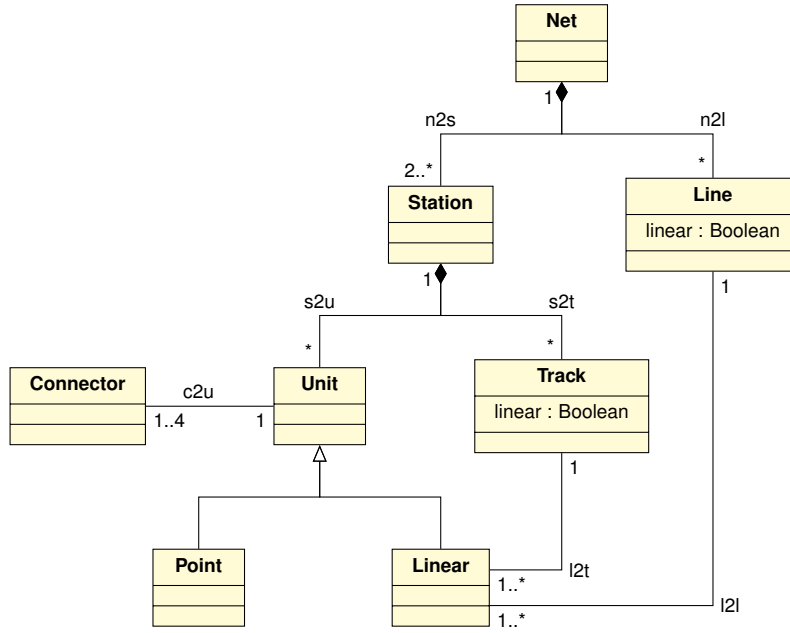 Net
1
n2s
n2l
2..*
*
Station
Line
linear : Boolean
1
1
s2u
s2t
*
*
Connector
c2u
Unit
Track
linear : Boolean
1..4
1
1
Point
Linear
1..*
l2t
1..*
l2l